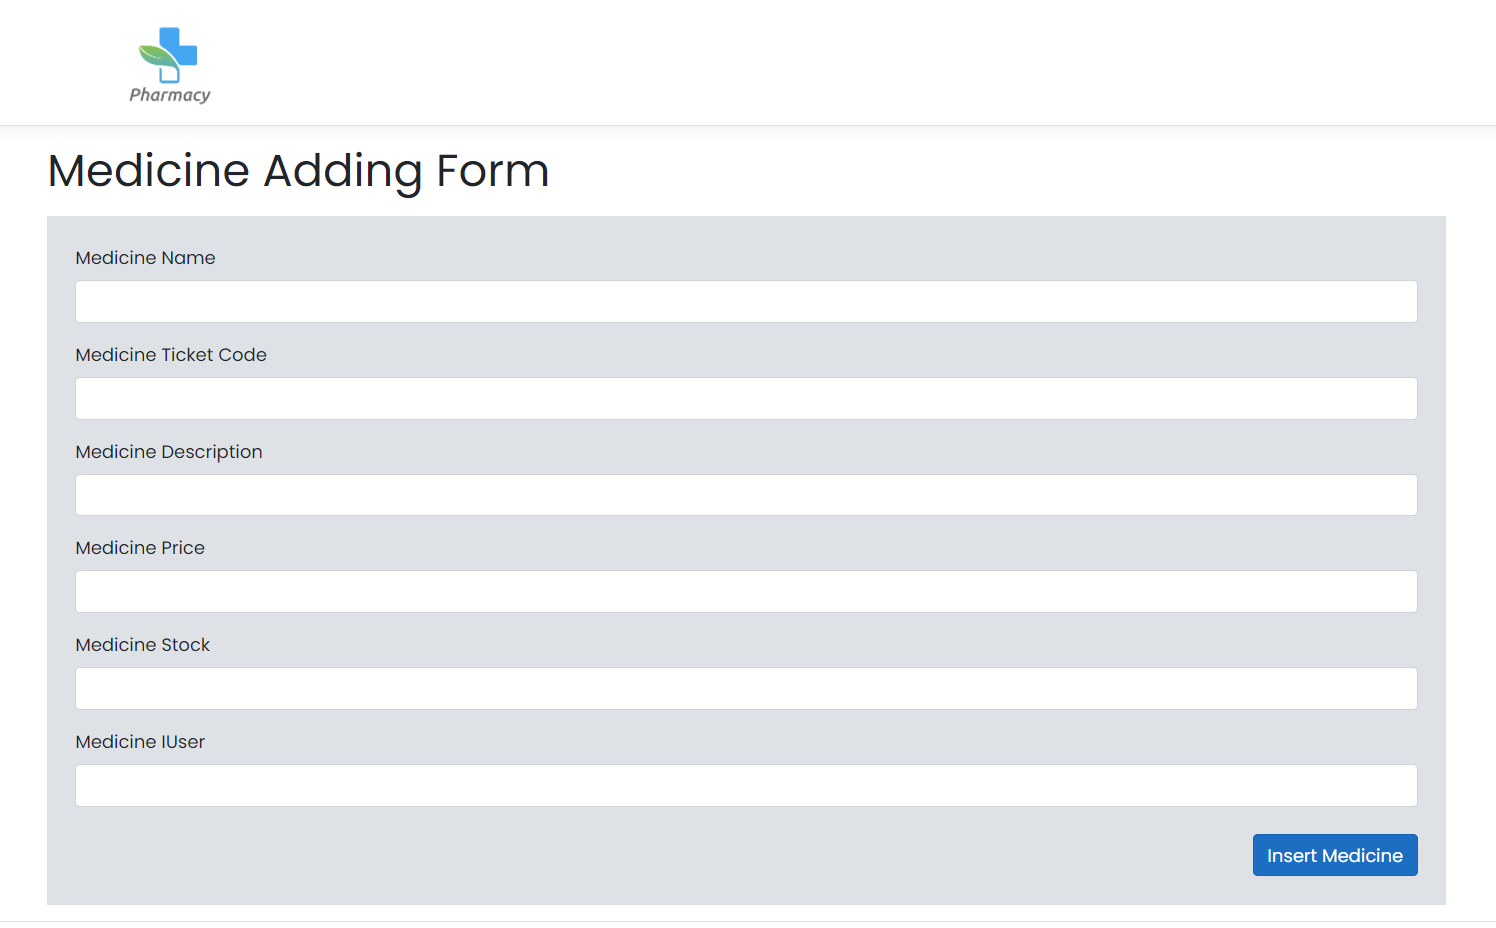 Pharmacy
Medicine Adding Form
Medicine Name
Medicine Ticket Code
Medicine Description
Medicine Price
Medicine Stock
Medicine IUser
Insert Medicine